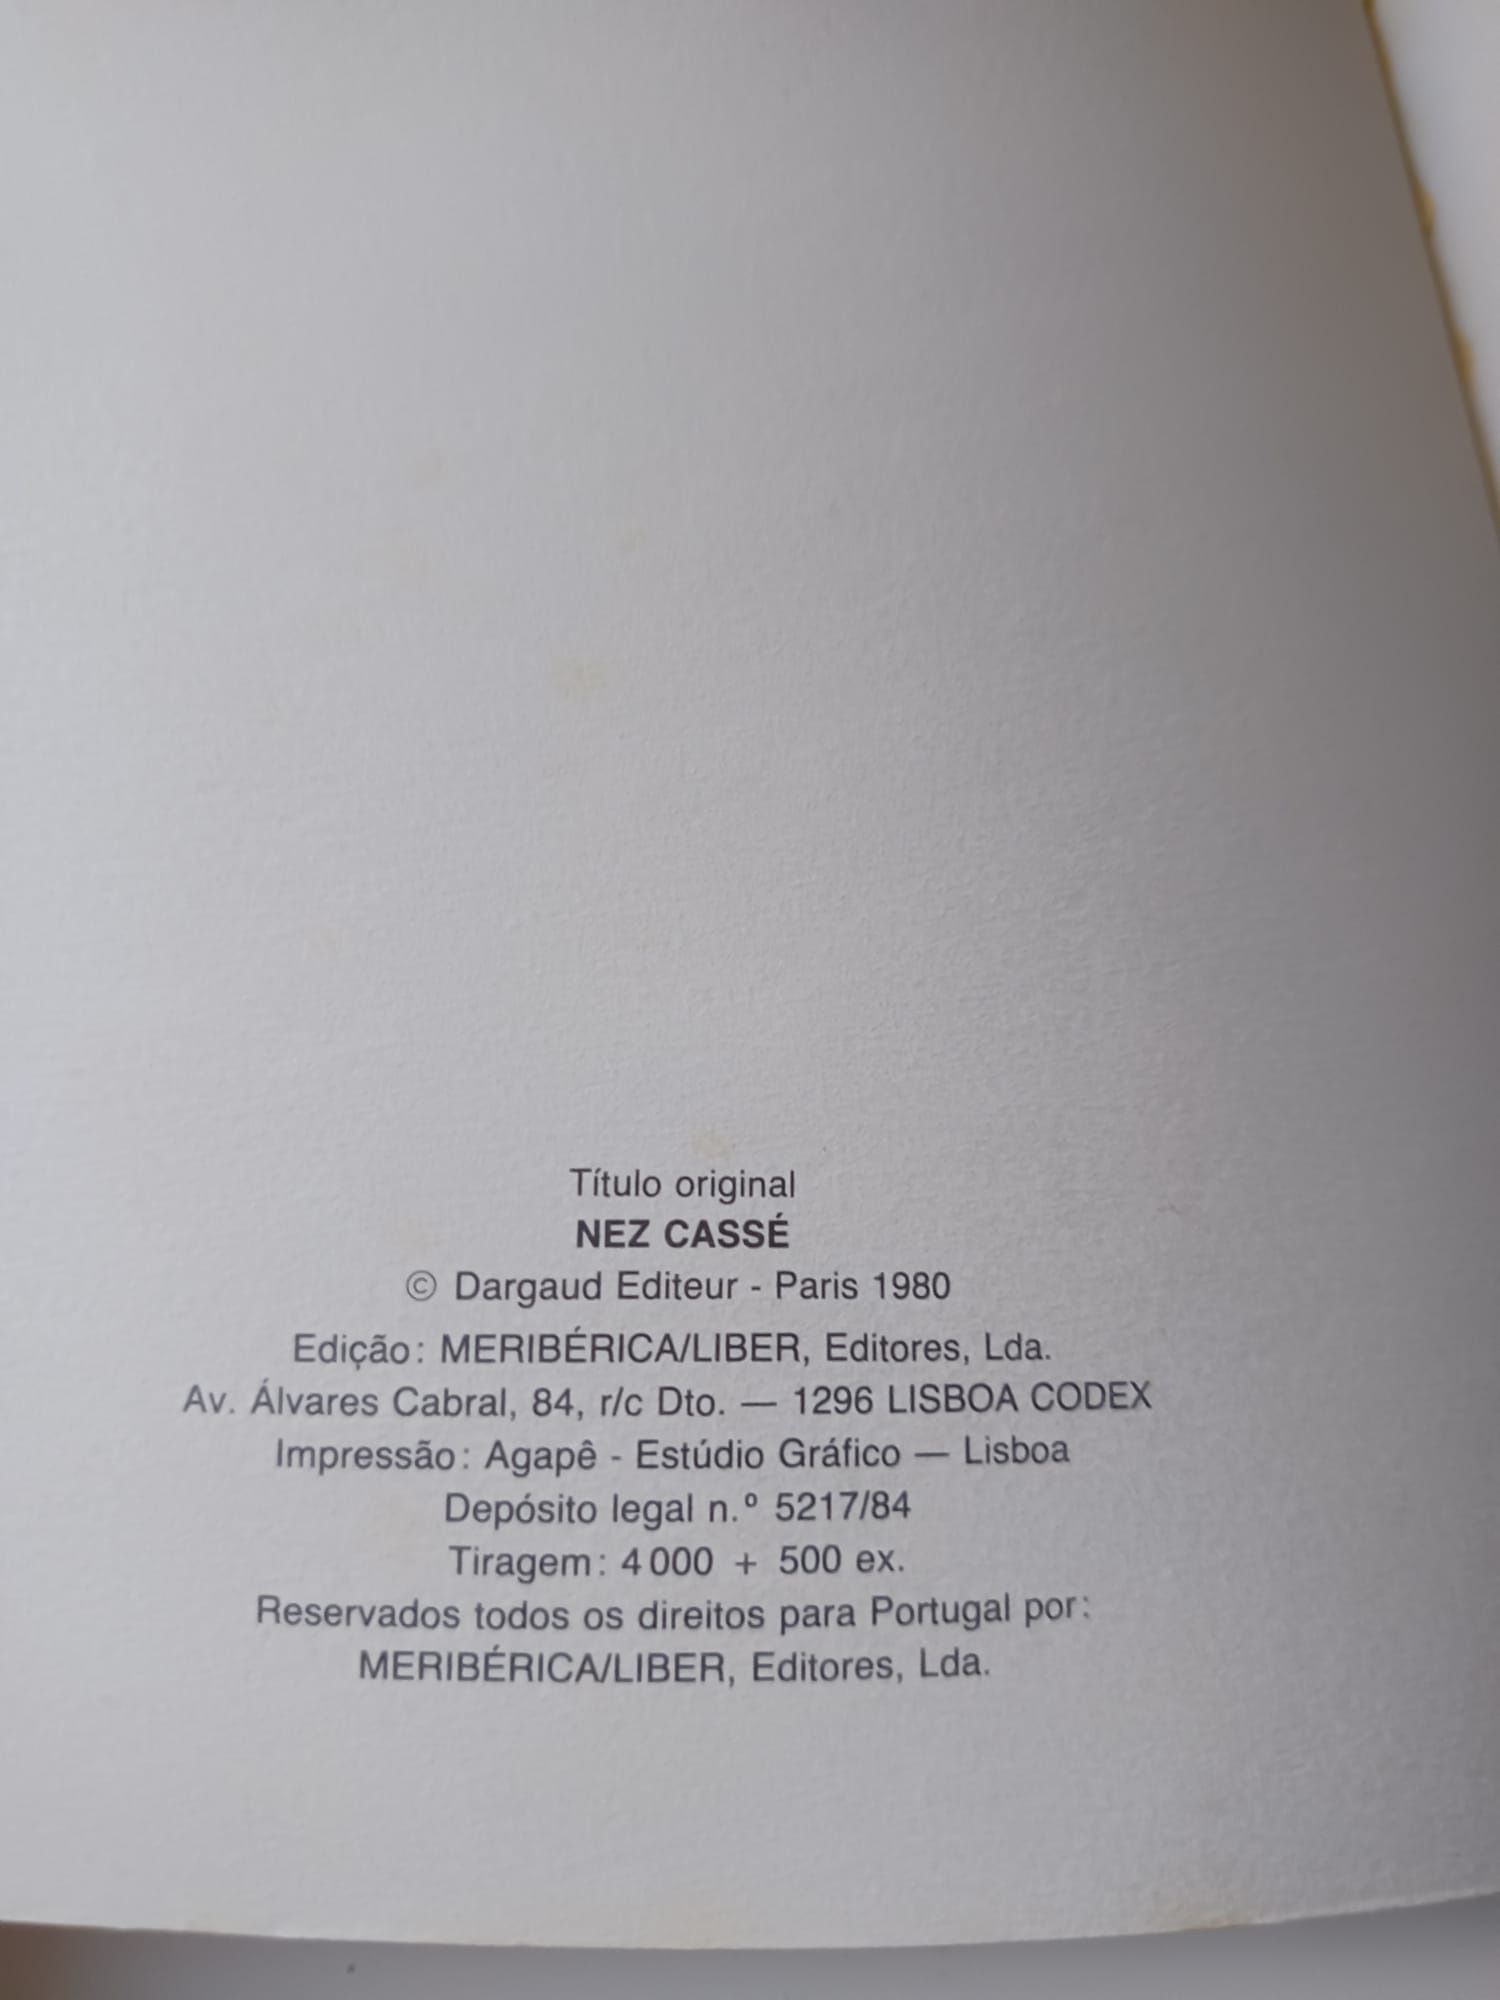 Título original
NEZ CASSÉ
© Dargaud Editeur - Paris 1980
Edição: MERIBÉRICA/LIBER, Editores, Lda.
Av. Álvares Cabral, 84, r/c Dto. — 1296 LISBOA CODEX
Impressão: Agapê - Estúdio Gráfico — Lisboa
Depósito legal n.º 5217/84
Tiragem: 4 000 + 500 ex.
Reservados todos os direitos para Portugal por:
MERIBÉRICA/LIBER, Editores, Lda.